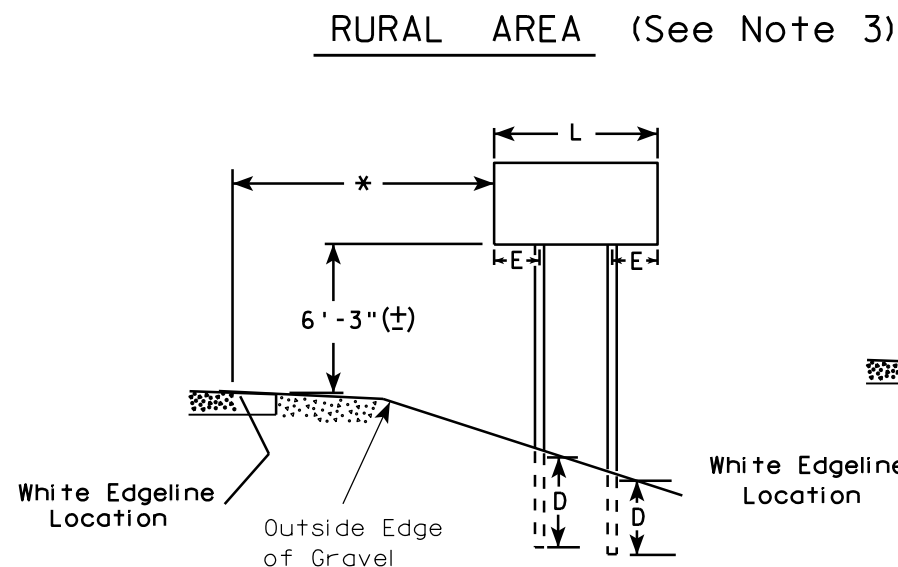 RURAL AREA (See Note 3)
L
*
E E
6'-3"(±)
White Edgeline
Location
Outside Edge
of Gravel
D
D
White Edgeline
Location